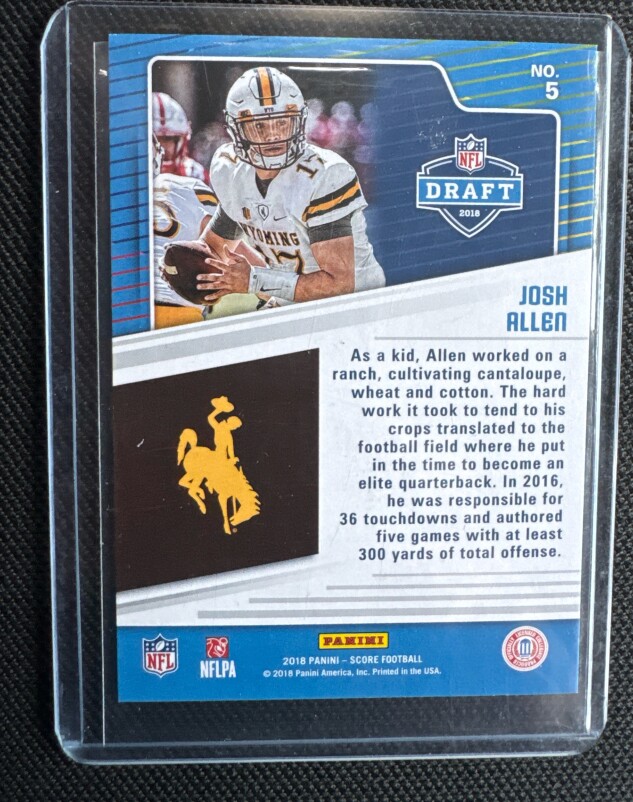 NO.
5
NFL
DRAFT
2018
WYOMING
17
17
JOSH
ALLEN
As a kid, Allen worked on a
ranch, cultivating cantaloupe,
wheat and cotton. The hard
work it took to tend to his
crops translated to the
football field where he put
in the time to become an
elite quarterback. In 2016,
he was responsible for
36 touchdowns and authored
five games with at least
300 yards of total offense.
NFL
NFLPA
PANINI
2018 PANINI – SCORE FOOTBALL
© 2018 Panini America, Inc. Printed in the USA.